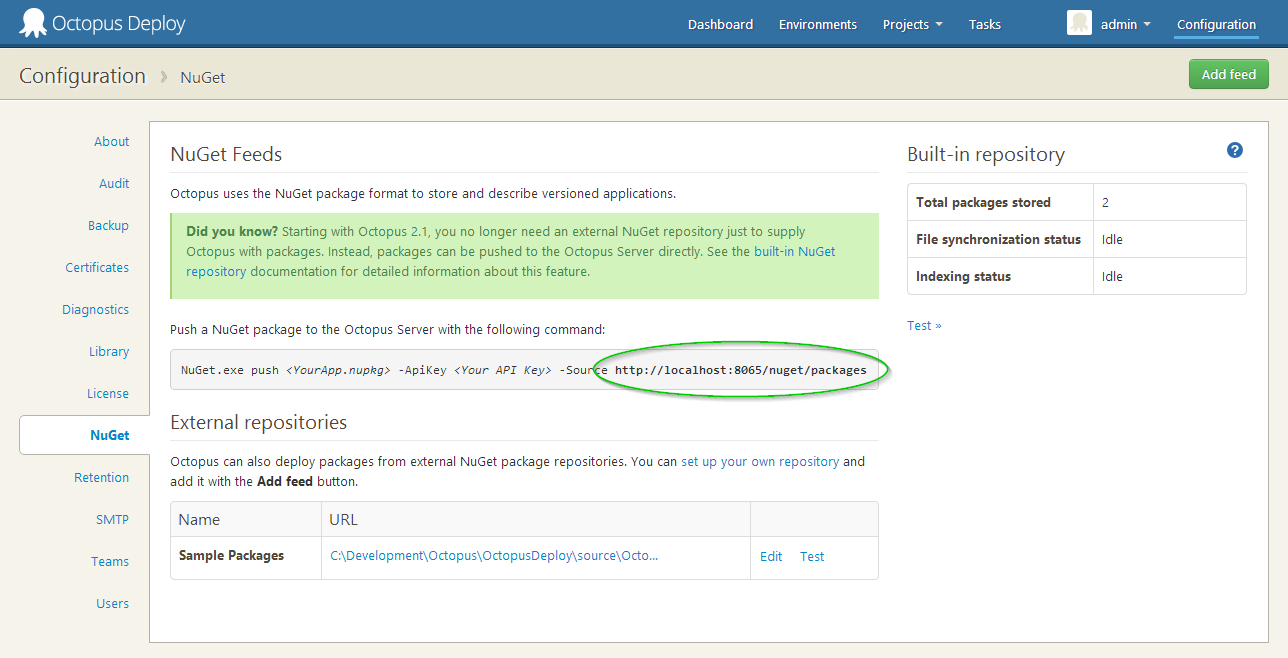 Octopus Deploy
Dashboard Environments Projects Tasks admin Configuration
Configuration › NuGet
Add feed
About
Audit
Backup
Certificates
Diagnostics
Library
License
NuGet
Retention
SMTP
Teams
Users
NuGet Feeds
Octopus uses the NuGet package format to store and describe versioned applications.
Did you know? Starting with Octopus 2.1, you no longer need an external NuGet repository just to supply
Octopus with packages. Instead, packages can be pushed to the Octopus Server directly. See the built-in NuGet
repository documentation for detailed information about this feature.
Push a NuGet package to the Octopus Server with the following command:
NuGet.exe push <YourApp.nupkg> -ApiKey <Your API Key> -Source http://localhost:8065/nuget/packages
External repositories
Octopus can also deploy packages from external NuGet package repositories. You can set up your own repository and
add it with the Add feed button.
Name URL
Sample Packages C:\Development\Octopus\OctopusDeploy\source\Octo... Edit Test
Built-in repository ?
Total packages stored 2
File synchronization status Idle
Indexing status Idle
Test »